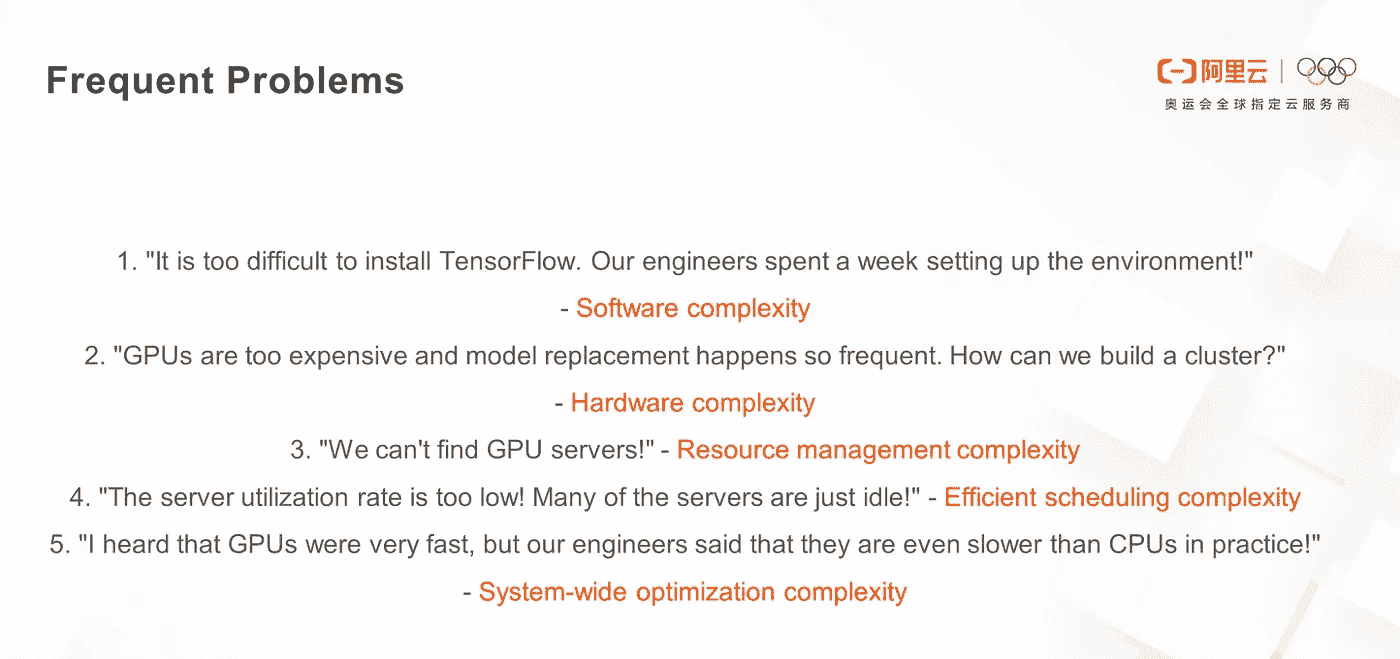 Frequent Problems
阿里云
奥运会全球指定云服务商
1. "It is too difficult to install TensorFlow. Our engineers spent a week setting up the environment!"
- Software complexity
2. "GPUs are too expensive and model replacement happens so frequent. How can we build a cluster?"
- Hardware complexity
3. "We can't find GPU servers!" - Resource management complexity
4. "The server utilization rate is too low! Many of the servers are just idle!" - Efficient scheduling complexity
5. "I heard that GPUs were very fast, but our engineers said that they are even slower than CPUs in practice!"
- System-wide optimization complexity